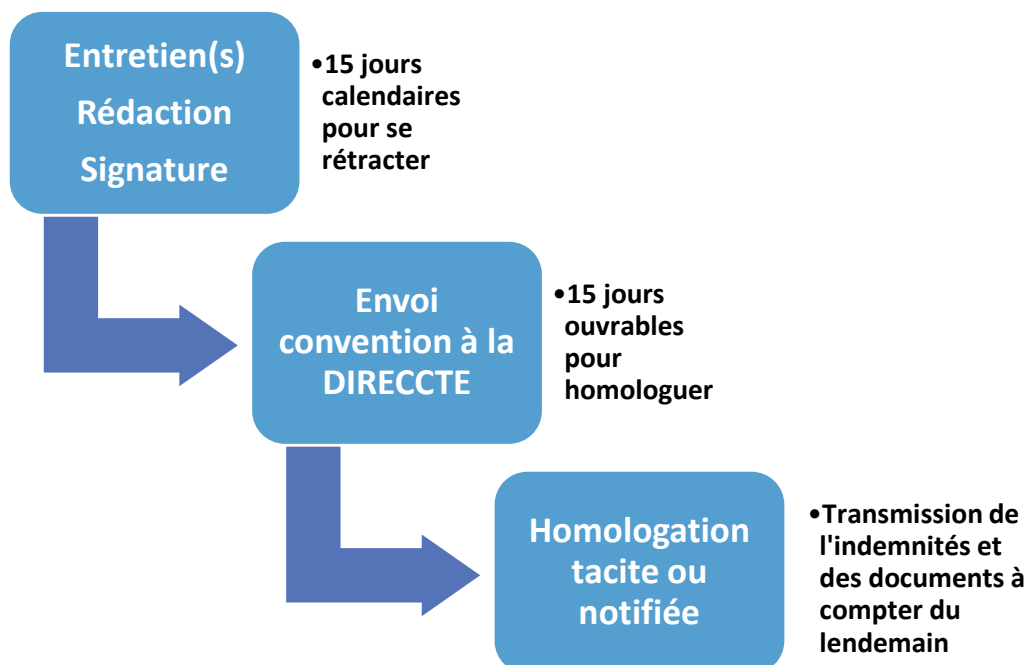 Entretien(s)
Rédaction
Signature
•15 jours
calendaires
pour se
rétracter
Envoi
convention à la
DIRECCTE
•15 jours
ouvrables
pour
homologuer
Homologation
tacite ou
notifiée
•Transmission de
l'indemnités et
des documents à
compter du
lendemain